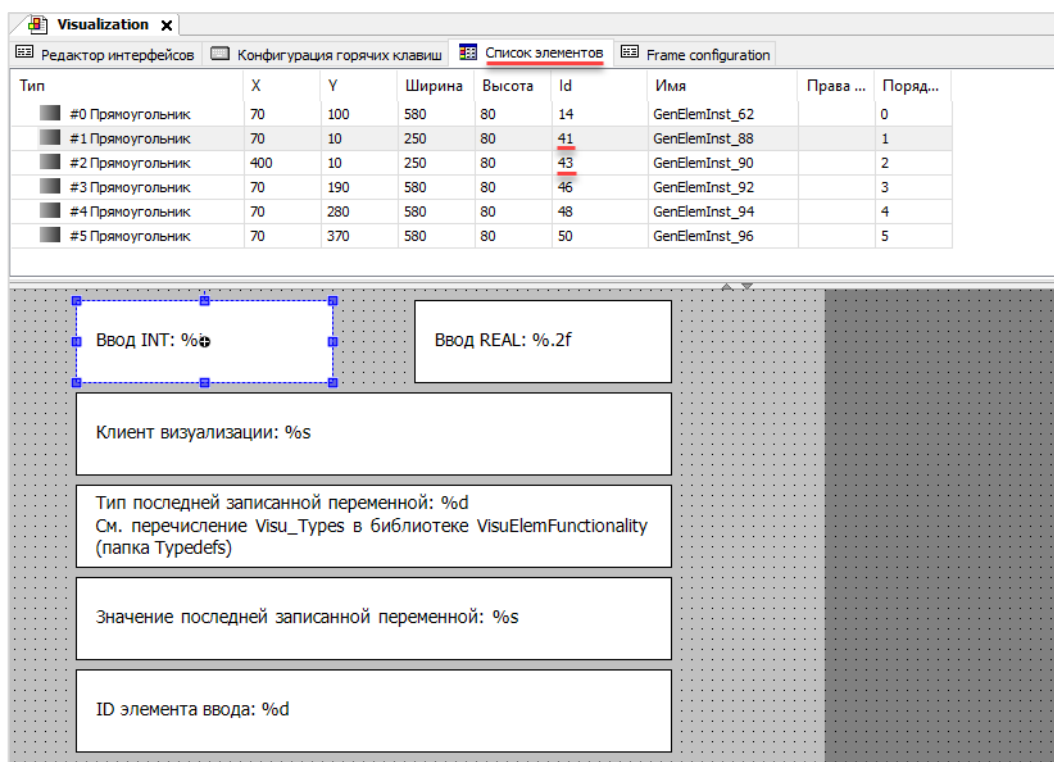 Visualization
Редактор интерфейсов Конфигурация горячих клавиш Список элементов Frame configuration
Тип X Y Ширина Высота Id Имя Права ... Поряд...
#0 Прямоугольник 70 100 580 80 14 GenElemInst_62 0
#1 Прямоугольник 70 10 250 80 41 GenElemInst_88 1
#2 Прямоугольник 400 10 250 80 43 GenElemInst_90 2
#3 Прямоугольник 70 190 580 80 46 GenElemInst_92 3
#4 Прямоугольник 70 280 580 80 48 GenElemInst_94 4
#5 Прямоугольник 70 370 580 80 50 GenElemInst_96 5
Ввод INT: %i Ввод REAL: %.2f
Клиент визуализации: %s
Тип последней записанной переменной: %d
См. перечисление Visu_Types в библиотеке VisuElemFunctionality
(папка Typedefs)
Значение последней записанной переменной: %s
ID элемента ввода: %d